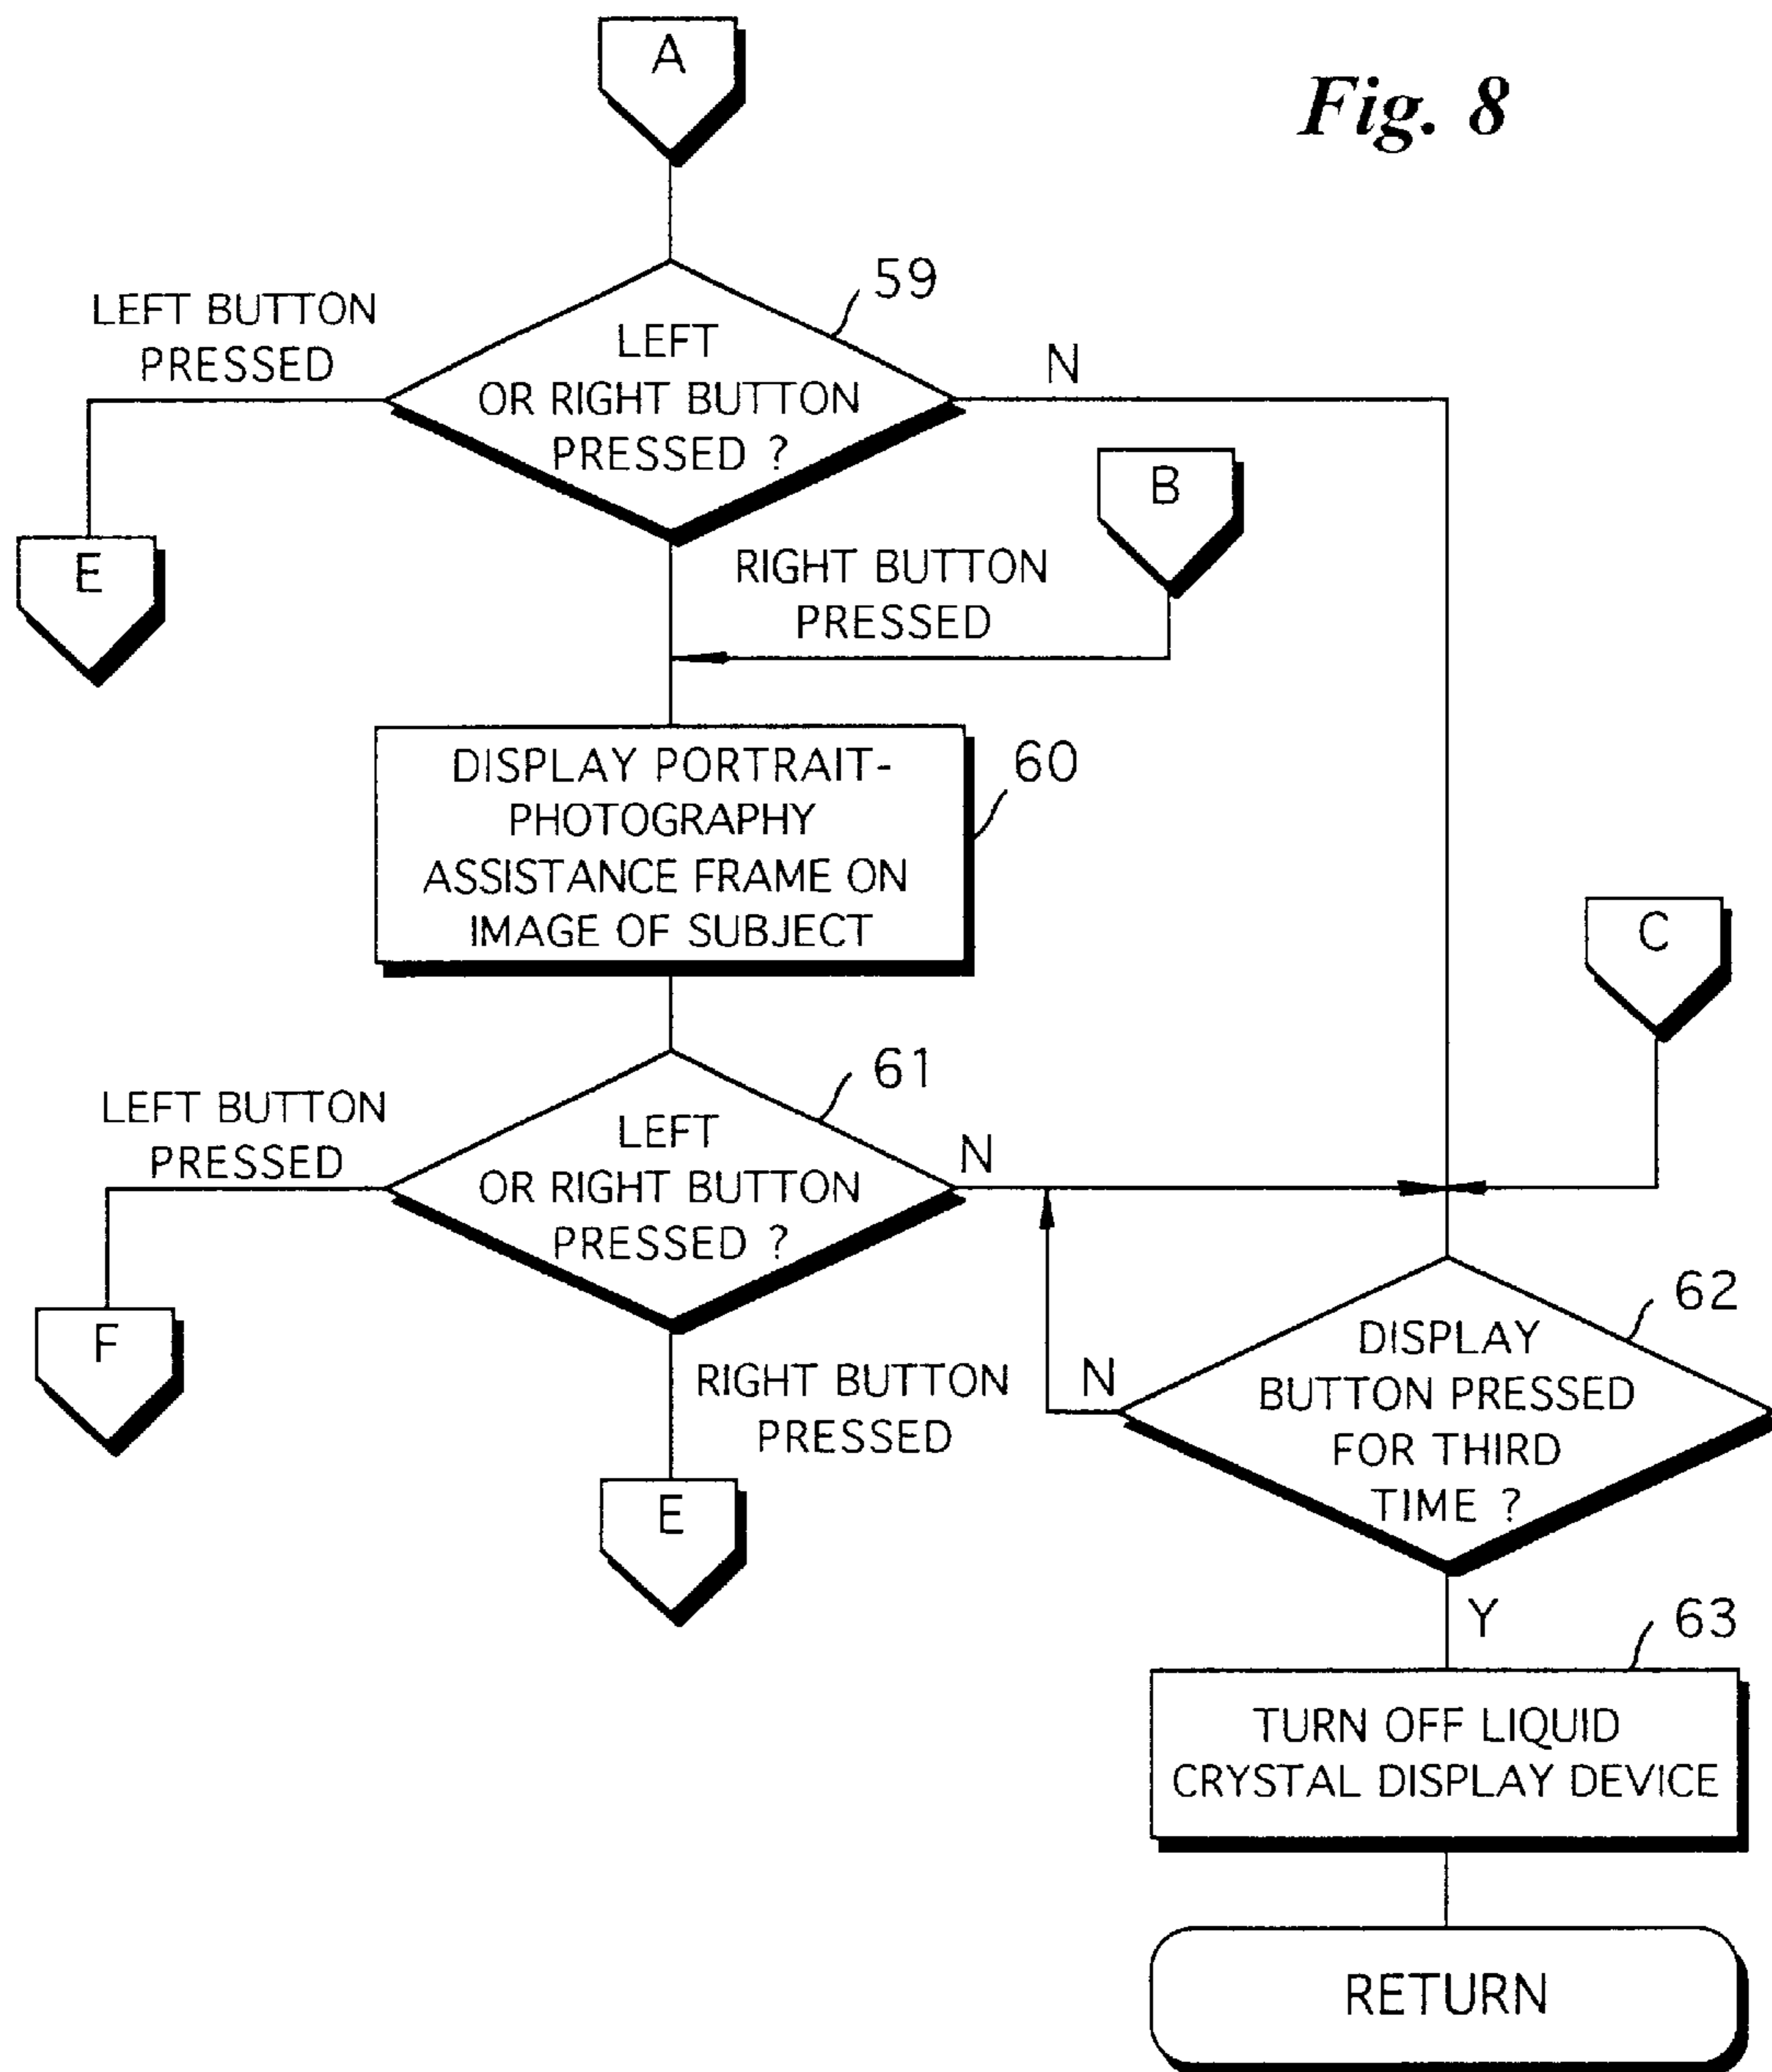 A
Fig. 8
59
LEFT BUTTON
PRESSED
LEFT
OR RIGHT BUTTON
PRESSED ?
N
B
E
RIGHT BUTTON
PRESSED
60
DISPLAY PORTRAIT-
PHOTOGRAPHY
ASSISTANCE FRAME ON
IMAGE OF SUBJECT
C
61
LEFT BUTTON
PRESSED
LEFT
OR RIGHT BUTTON
PRESSED ?
N
62
F
DISPLAY
BUTTON PRESSED
FOR THIRD
TIME ?
N
RIGHT BUTTON
PRESSED
E
Y
63
TURN OFF LIQUID
CRYSTAL DISPLAY DEVICE
RETURN